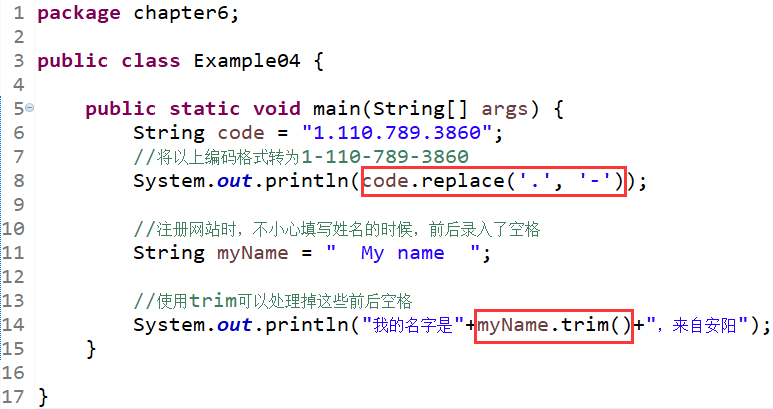 1 package chapter6;
2
3 public class Example04 {
4
5     public static void main(String[] args) {
6         String code = "1.110.789.3860";
7         //将以上编码格式转为1-110-789-3860
8         System.out.println(code.replace('.', '-'));
9
10         //注册网站时，不小心填写姓名的时候，前后录入了空格
11         String myName = "  My name  ";
12
13         //使用trim可以处理掉这些前后空格
14         System.out.println("我的名字是"+myName.trim()+"，来自安阳");
15     }
16
17 }